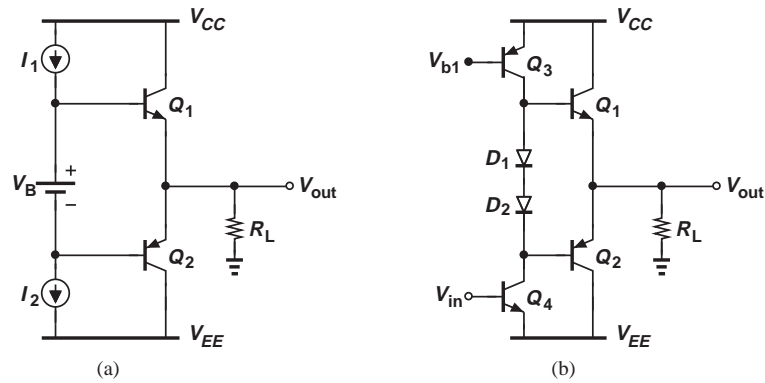 V_CC
I_1
Q_1
V_B
+
−
V_out
R_L
Q_2
I_2
V_EE
(a)
V_CC
V_b1
Q_3
Q_1
D_1
D_2
V_out
R_L
Q_2
V_in
Q_4
V_EE
(b)